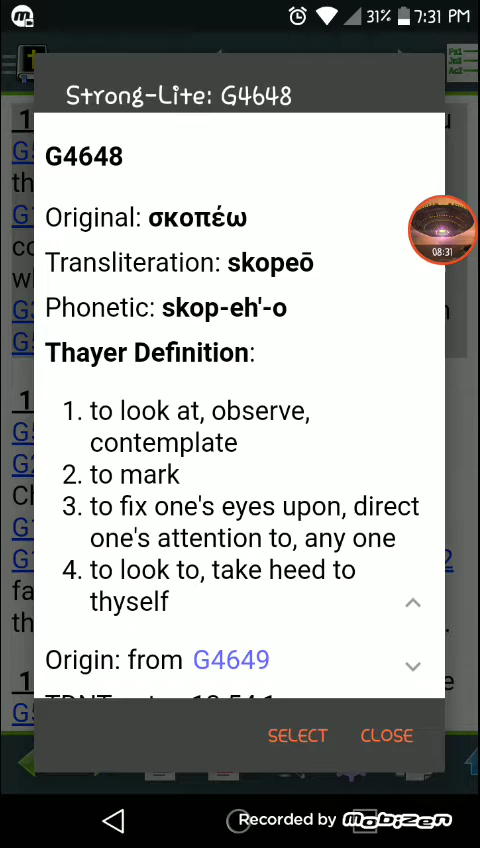 31% 7:31 PM
Strong-Lite: G4648
G4648
Original: σκοπέω
Transliteration: skopeō
08:31
Phonetic: skop-eh'-o
Thayer Definition:
1. to look at, observe,
contemplate
2. to mark
3. to fix one's eyes upon, direct
one's attention to, any one
4. to look to, take heed to
thyself
Origin: from G4649
SELECT CLOSE
Recorded by Mobizen